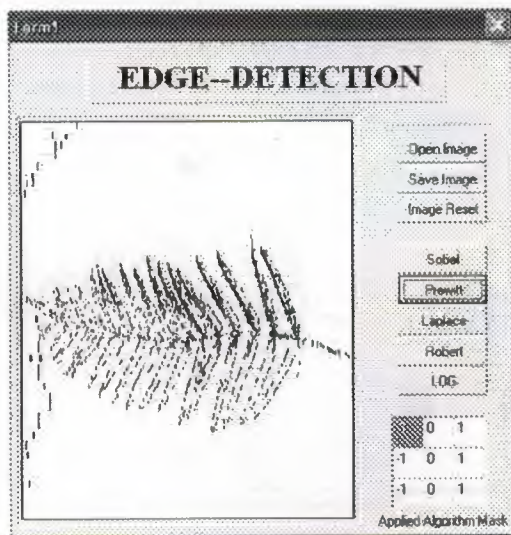 Form1
EDGE--DETECTION
Open Image
Save Image
Image Reset
Sobel
Prewitt
Laplace
Robert
LOG
0 1
-1 0 1
-1 0 1
Applied Algorithm Mask